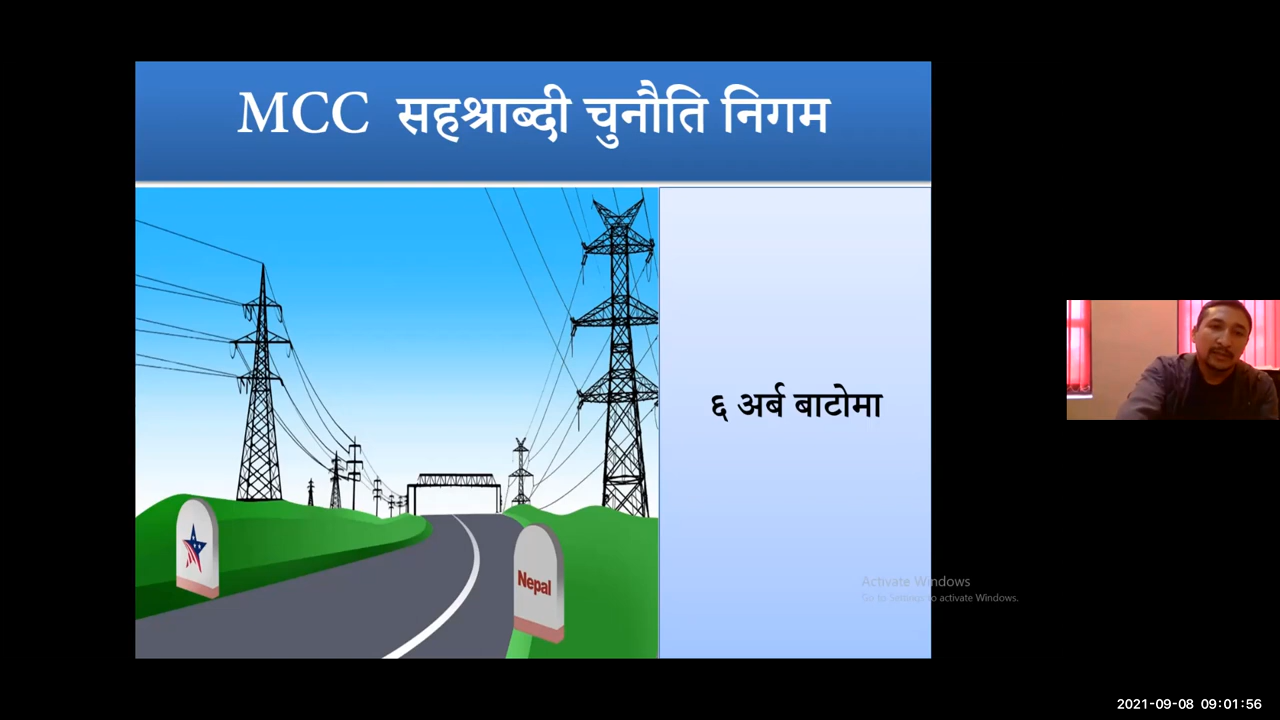 MCC सहश्राब्दी चुनौति निगम
६ अर्ब बाटोमा
Nepal
Activate Windows
Go to Settings to activate Windows.
2021-09-08 09:01:56